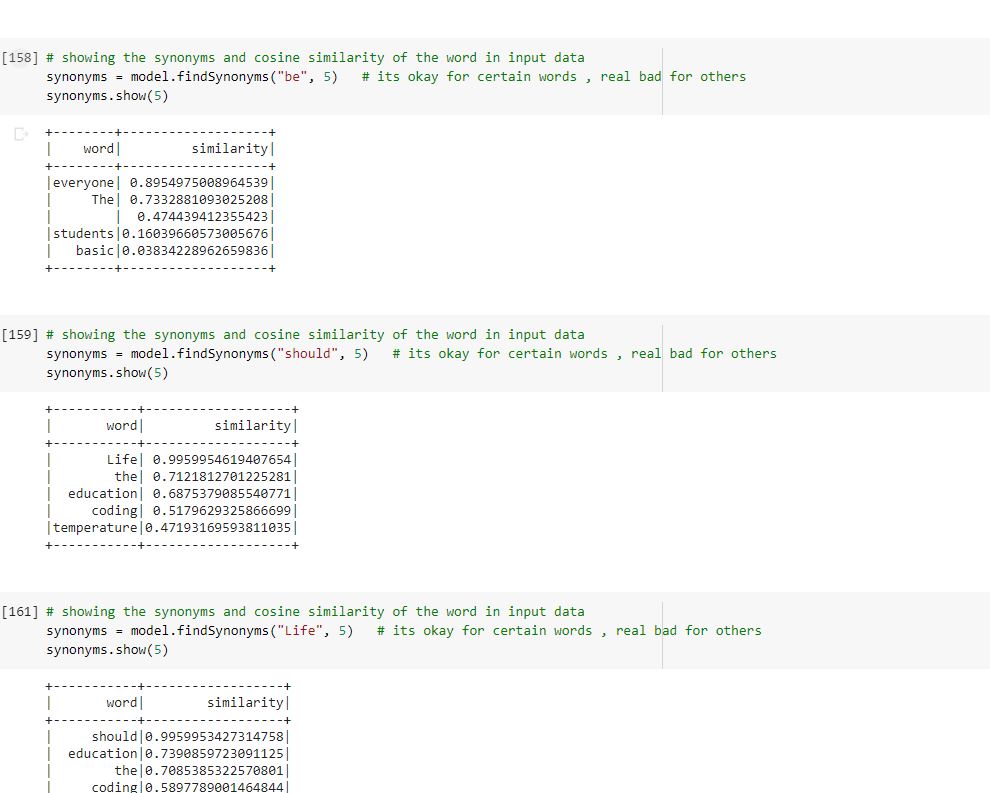 [158] # showing the synonyms and cosine similarity of the word in input data
synonyms = model.findSynonyms("be", 5)   # its okay for certain words , real bad for others
synonyms.show(5)
+--------+-------------------+
|    word|         similarity|
+--------+-------------------+
|everyone| 0.8954975008964539|
|     The| 0.7332881093025208|
|        |  0.474439412355423|
|students|0.16039660573005676|
|   basic|0.03834228962659836|
+--------+-------------------+
[159] # showing the synonyms and cosine similarity of the word in input data
synonyms = model.findSynonyms("should", 5)   # its okay for certain words , real bad for others
synonyms.show(5)
+-----------+-------------------+
|       word|         similarity|
+-----------+-------------------+
|       Life| 0.9959954619407654|
|        the| 0.7121812701225281|
|  education| 0.6875379085540771|
|     coding| 0.5179629325866699|
|temperature|0.47193169593811035|
+-----------+-------------------+
[161] # showing the synonyms and cosine similarity of the word in input data
synonyms = model.findSynonyms("Life", 5)   # its okay for certain words , real bad for others
synonyms.show(5)
+-----------+------------------+
|       word|        similarity|
+-----------+------------------+
|     should|0.9959953427314758|
|  education|0.7390859723091125|
|        the|0.7085385322570801|
|     coding|0.5897789001464844|